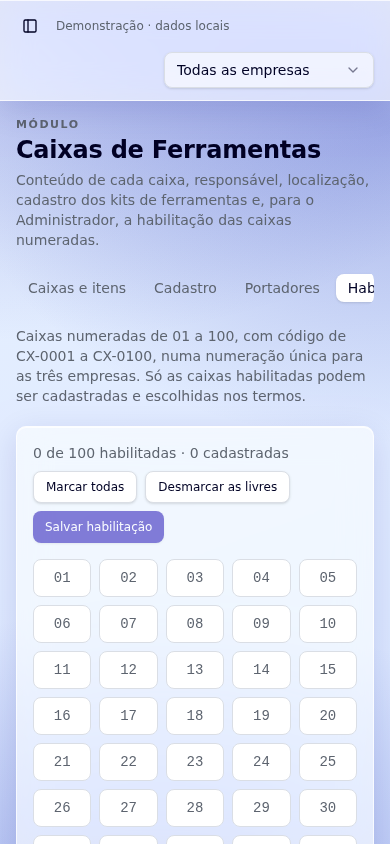 Demonstração · dados locais
Todas as empresas
MÓDULO
Caixas de Ferramentas
Conteúdo de cada caixa, responsável, localização,
cadastro dos kits de ferramentas e, para o
Administrador, a habilitação das caixas
numeradas.
Caixas e itens Cadastro Portadores Hab
Caixas numeradas de 01 a 100, com código de
CX-0001 a CX-0100, numa numeração única para
as três empresas. Só as caixas habilitadas podem
ser cadastradas e escolhidas nos termos.
0 de 100 habilitadas · 0 cadastradas
Marcar todas Desmarcar as livres
Salvar habilitação
01 02 03 04 05
06 07 08 09 10
11 12 13 14 15
16 17 18 19 20
21 22 23 24 25
26 27 28 29 30